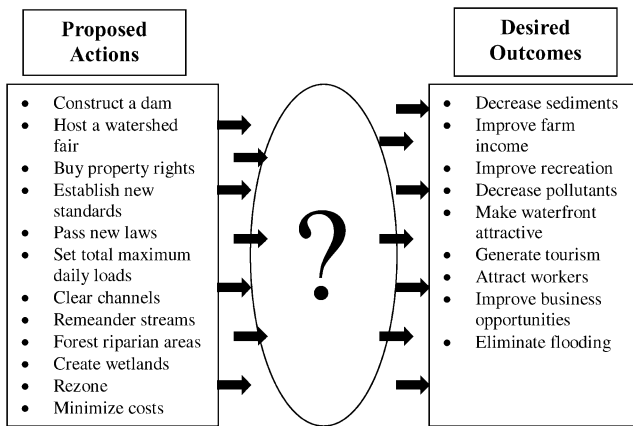 Proposed
Actions
• Construct a dam
• Host a watershed
fair
• Buy property rights
• Establish new
standards
• Pass new laws
• Set total maximum
daily loads
• Clear channels
• Remeander streams
• Forest riparian areas
• Create wetlands
• Rezone
• Minimize costs
?
Desired
Outcomes
• Decrease sediments
• Improve farm
income
• Improve recreation
• Decrease pollutants
• Make waterfront
attractive
• Generate tourism
• Attract workers
• Improve business
opportunities
• Eliminate flooding